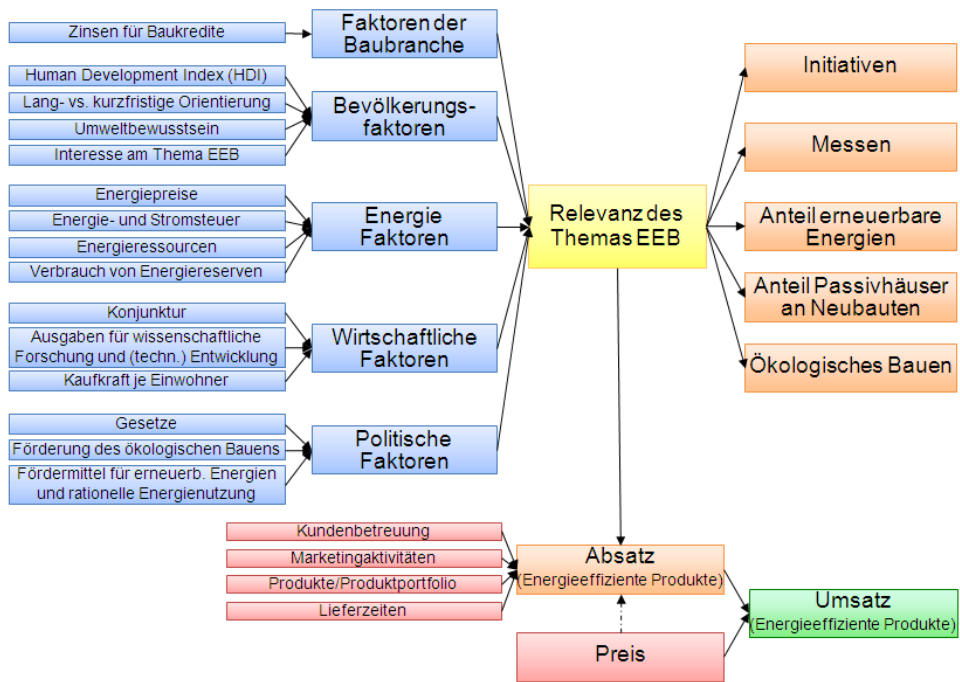 Zinsen für Baukredite
Faktoren der
Baubranche
Human Development Index (HDI)
Lang- vs. kurzfristige Orientierung
Umweltbewusstsein
Interesse am Thema EEB
Bevölkerungs-
faktoren
Energiepreise
Energie- und Stromsteuer
Energieressourcen
Verbrauch von Energiereserven
Energie
Faktoren
Konjunktur
Ausgaben für wissenschaftliche
Forschung und (techn.) Entwicklung
Kaufkraft je Einwohner
Wirtschaftliche
Faktoren
Gesetze
Förderung des ökologischen Bauens
Fördermittel für erneuerb. Energien
und rationelle Energienutzung
Politische
Faktoren
Relevanz des
Themas EEB
Initiativen
Messen
Anteil erneuerbare
Energien
Anteil Passivhäuser
an Neubauten
Ökologisches Bauen
Kundenbetreuung
Marketingaktivitäten
Produkte/Produktportfolio
Lieferzeiten
Absatz
(Energieeffiziente Produkte)
Preis
Umsatz
(Energieeffiziente Produkte)